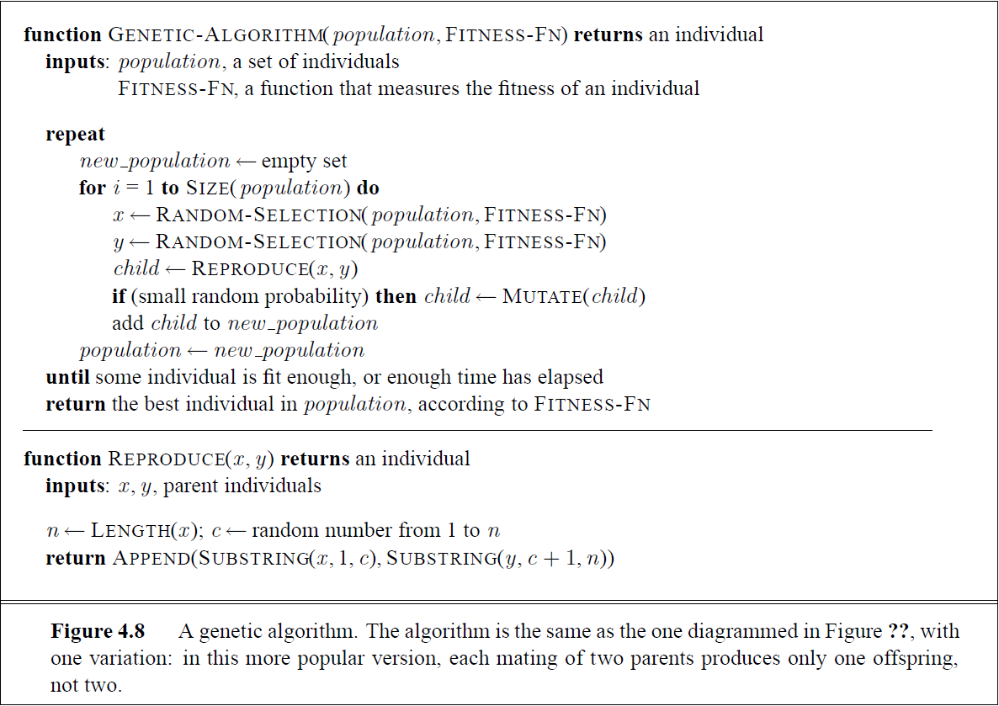 function GENETIC-ALGORITHM(population, FITNESS-FN) returns an individual
inputs: population, a set of individuals
FITNESS-FN, a function that measures the fitness of an individual
repeat
new_population ← empty set
for i = 1 to SIZE(population) do
x ← RANDOM-SELECTION(population, FITNESS-FN)
y ← RANDOM-SELECTION(population, FITNESS-FN)
child ← REPRODUCE(x, y)
if (small random probability) then child ← MUTATE(child)
add child to new_population
population ← new_population
until some individual is fit enough, or enough time has elapsed
return the best individual in population, according to FITNESS-FN
function REPRODUCE(x, y) returns an individual
inputs: x, y, parent individuals
n ← LENGTH(x); c ← random number from 1 to n
return APPEND(SUBSTRING(x, 1, c), SUBSTRING(y, c + 1, n))
Figure 4.8 A genetic algorithm. The algorithm is the same as the one diagrammed in Figure ??, with
one variation: in this more popular version, each mating of two parents produces only one offspring,
not two.